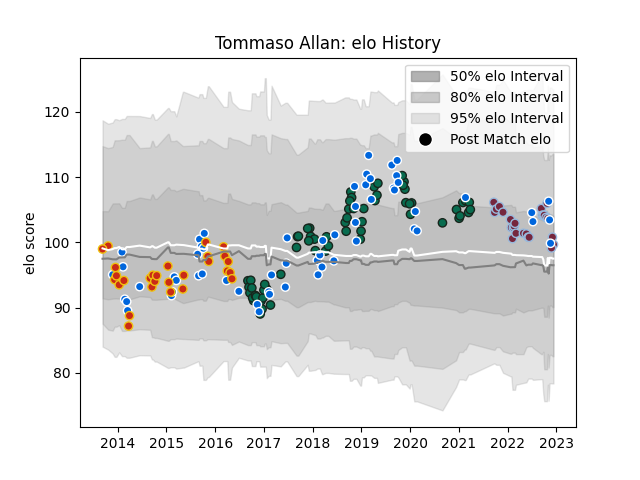 Tommaso Allan: elo History
50% elo Interval
80% elo Interval
95% elo Interval
Post Match elo
elo score
120
110
100
90
80
2014 2015 2016 2017 2018 2019 2020 2021 2022 2023